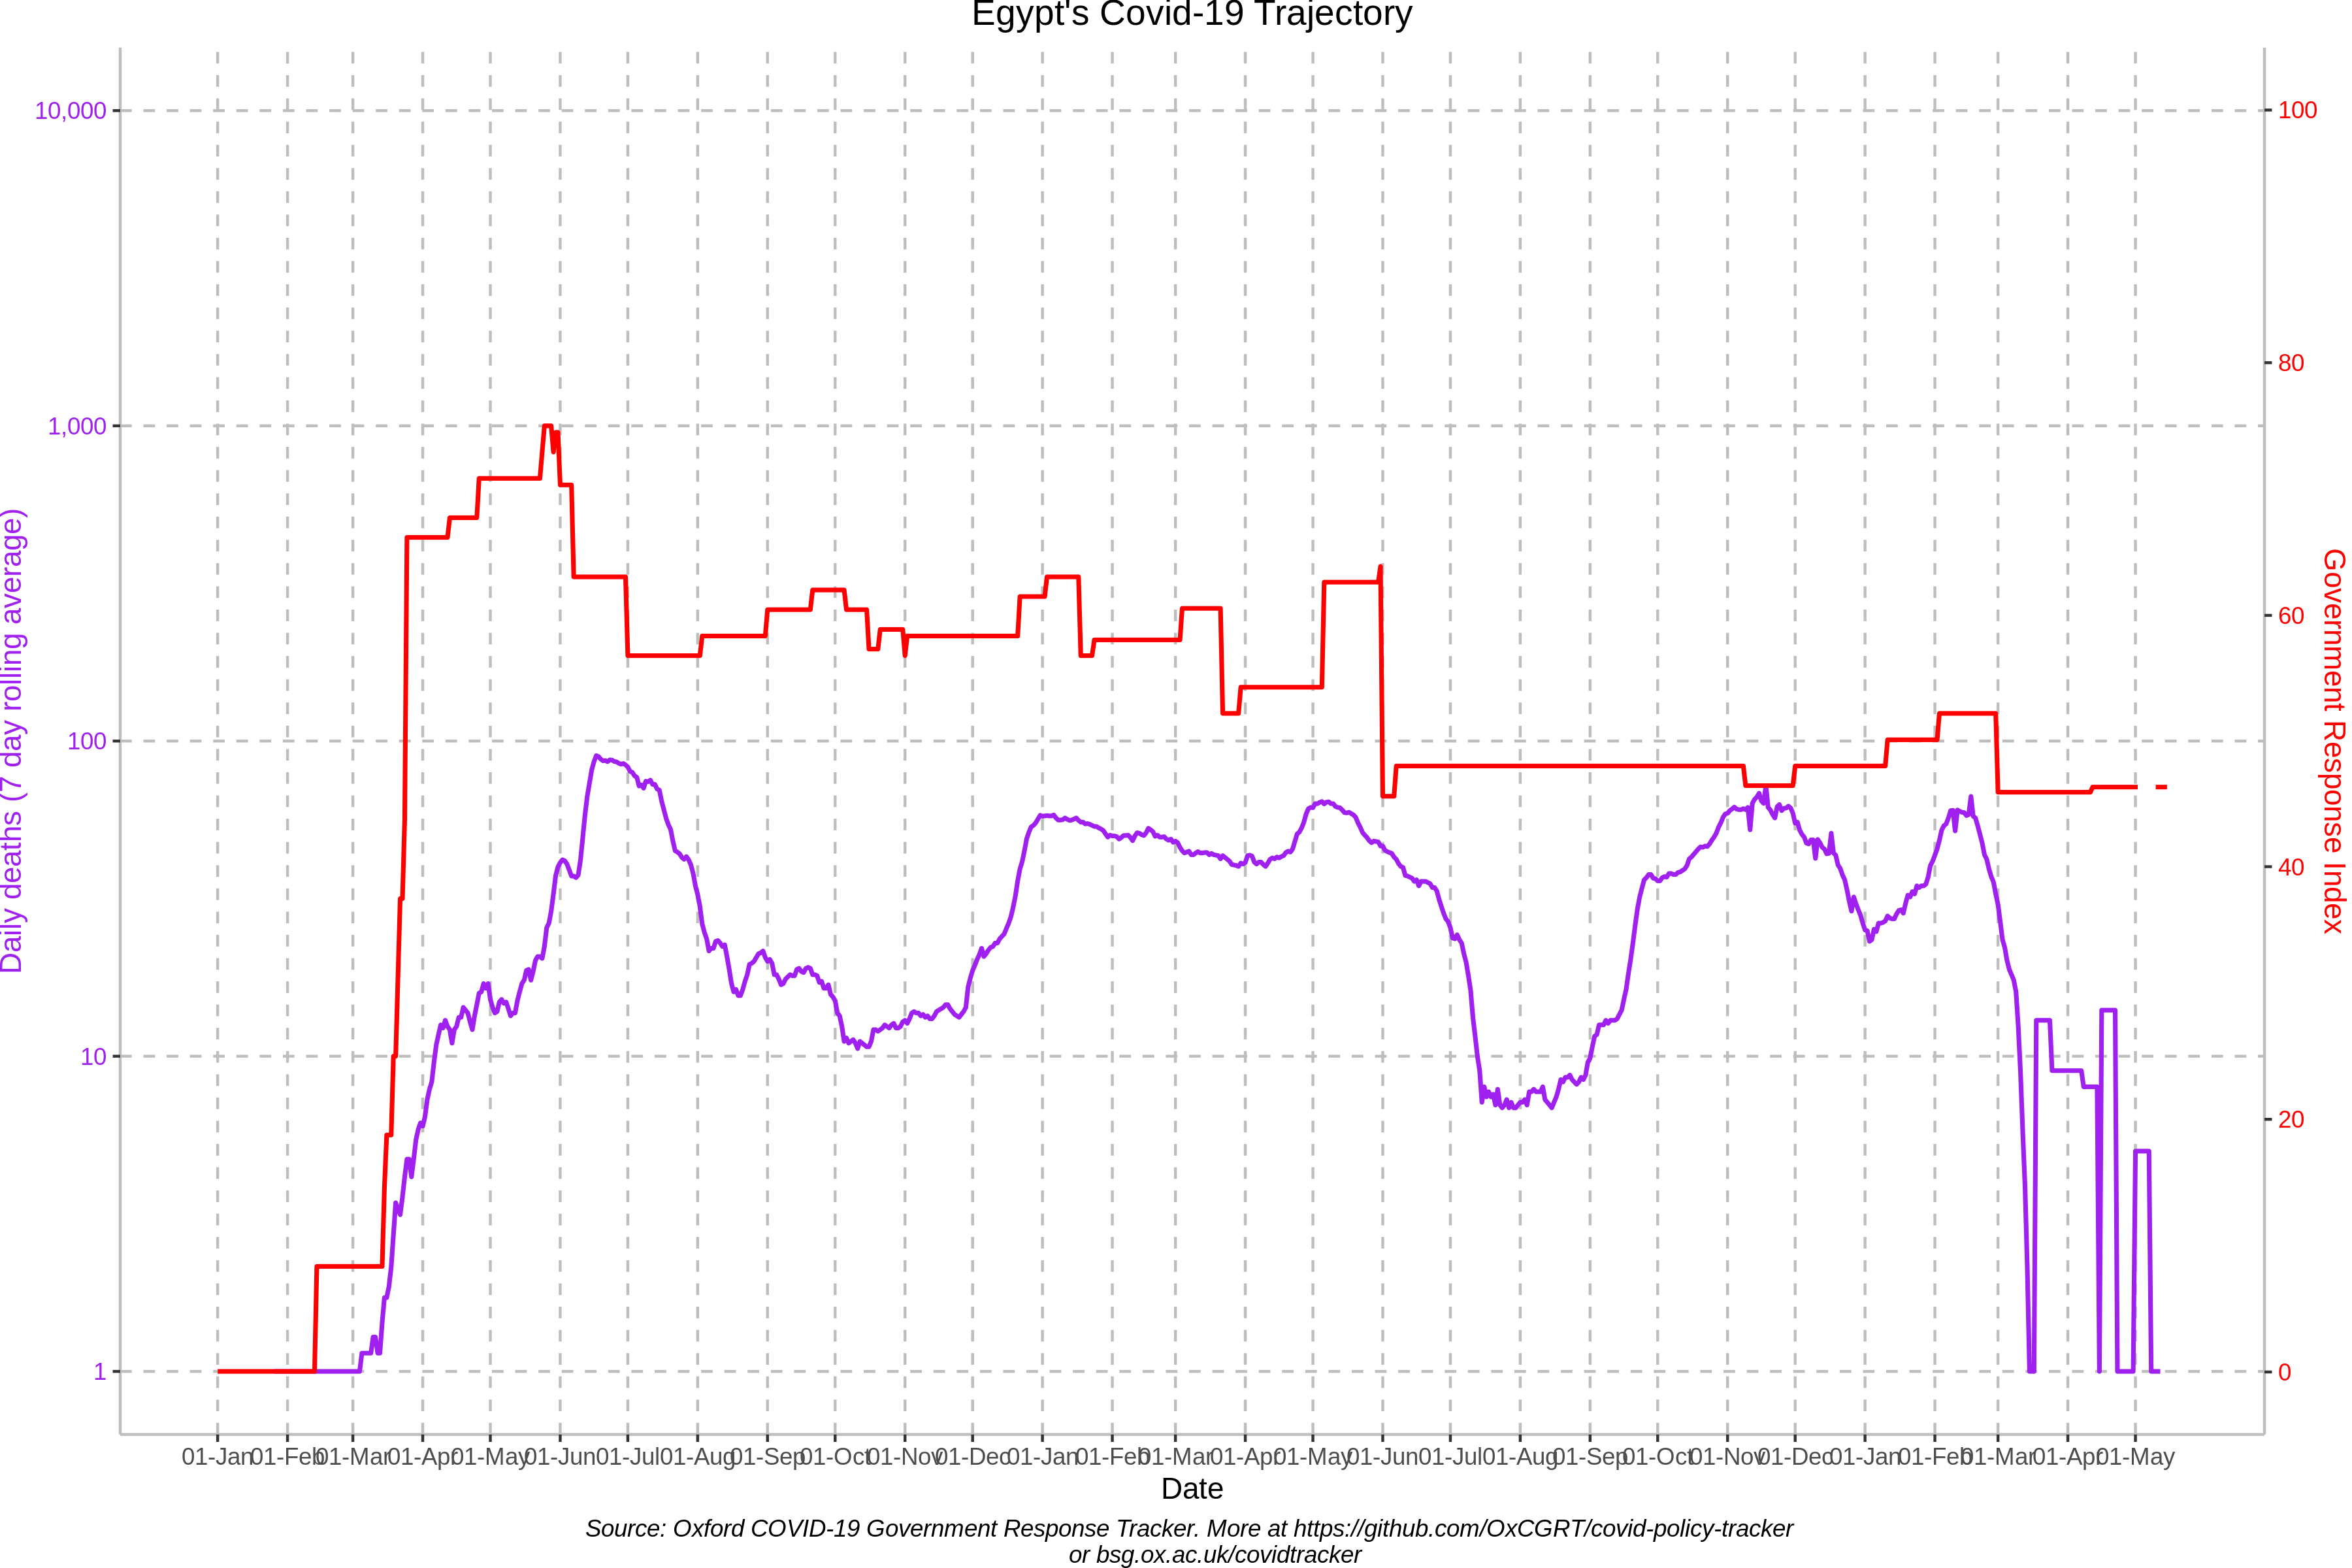 Egypt's Covid-19 Trajectory
10,000
1,000
100
10
1
Daily deaths (7 day rolling average)
100
80
60
40
20
0
Government Response Index
01-Jan 01-Feb 01-Mar 01-Apr 01-May 01-Jun 01-Jul 01-Aug 01-Sep 01-Oct 01-Nov 01-Dec 01-Jan 01-Feb 01-Mar 01-Apr 01-May 01-Jun 01-Jul 01-Aug 01-Sep 01-Oct 01-Nov 01-Dec 01-Jan 01-Feb 01-Mar 01-Apr 01-May
Date
Source: Oxford COVID-19 Government Response Tracker. More at https://github.com/OxCGRT/covid-policy-tracker
or bsg.ox.ac.uk/covidtracker